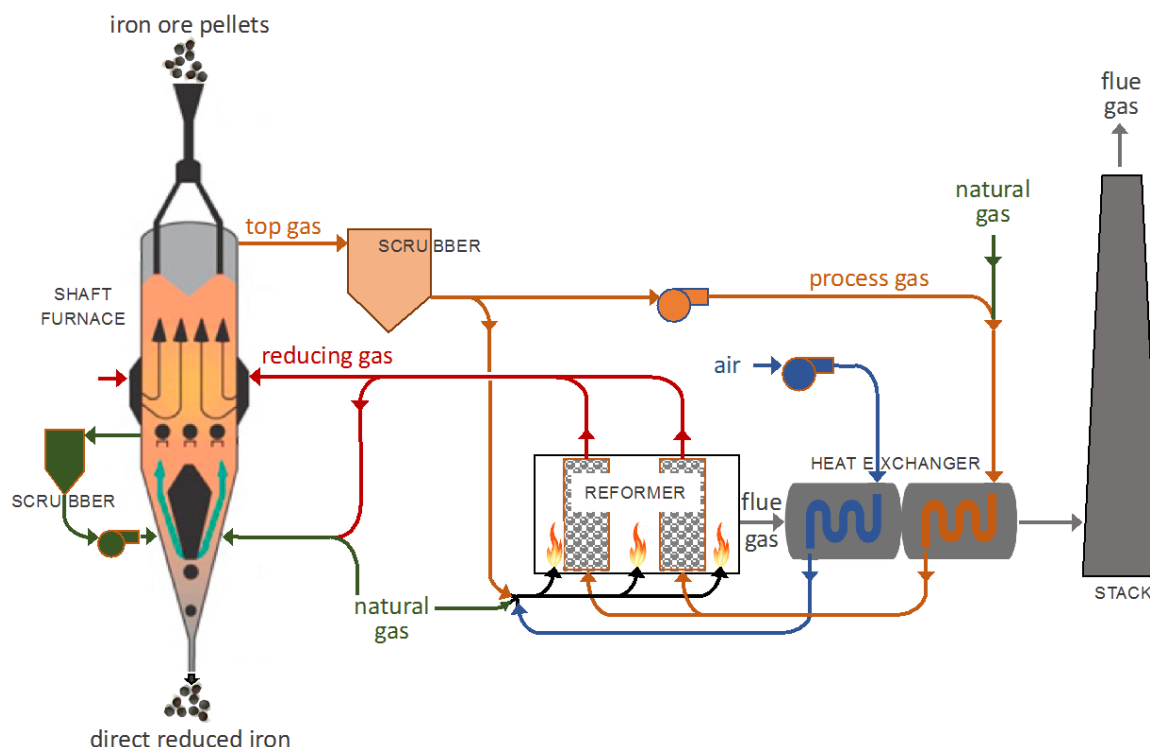 iron ore pellets
flue
gas
natural
gas
top gas
SCRUBBER
process gas
SHAFT
FURNACE
reducing gas
air
HEAT EXCHANGER
REFORMER
SCRUBBER
flue
gas
natural
gas
STACK
direct reduced iron